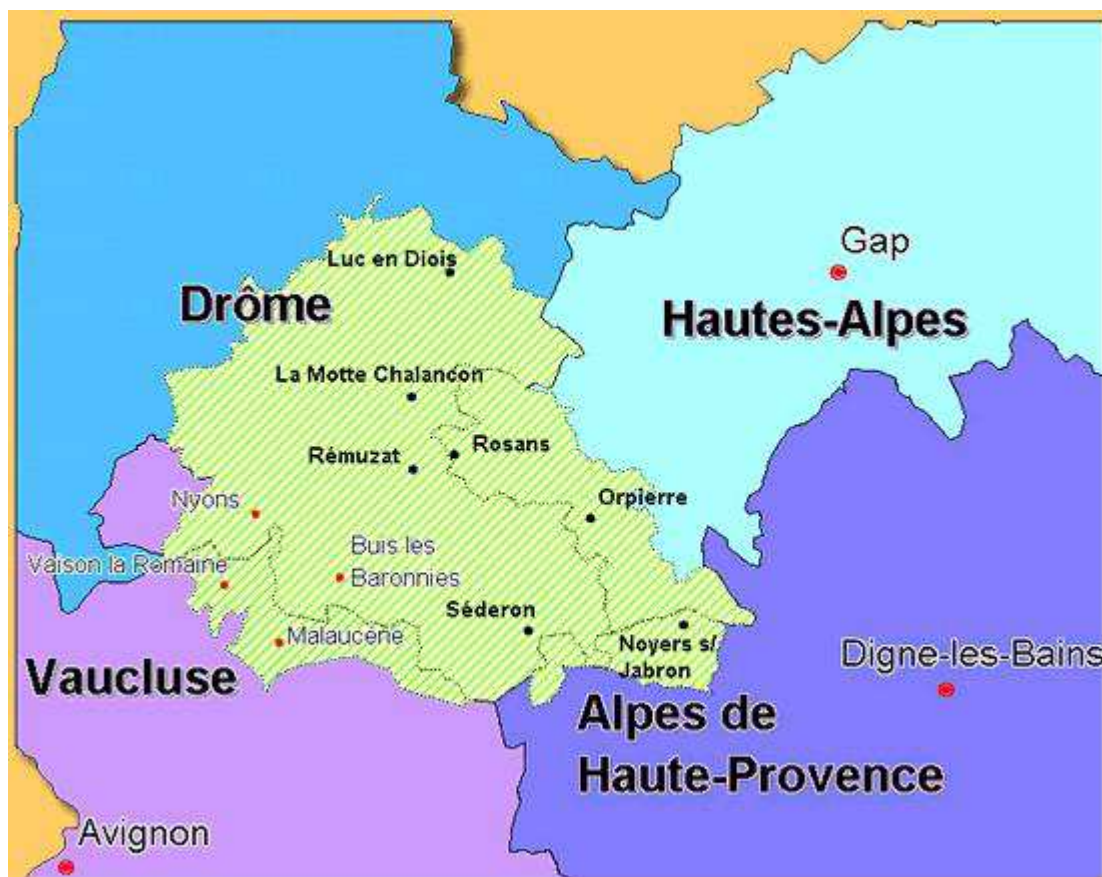 Gap
Luc en Diois
Drôme
Hautes-Alpes
La Motte Chalancon
Rosans
Rémuzat
Nyons
Orpierre
Buis les
Baronnies
Vaison la Romaine
Séderon
Malaucène
Noyers s/
Jabron
Vaucluse
Digne-les-Bains
Alpes de
Haute-Provence
Avignon